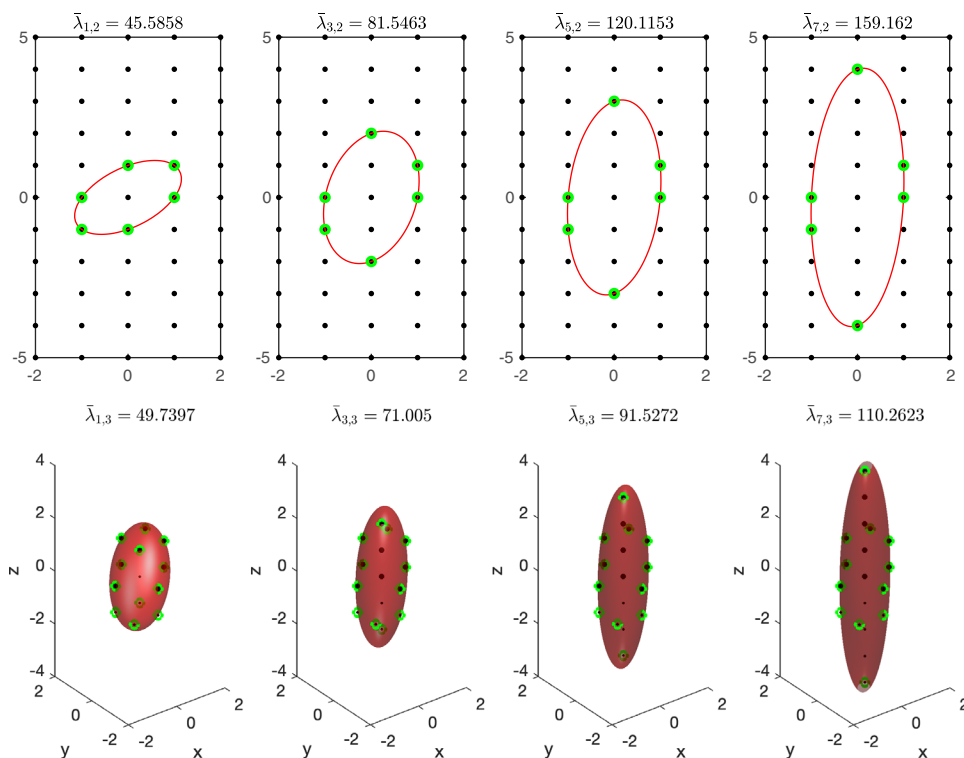 λ̄₁,₂ = 45.5858
λ̄₃,₂ = 81.5463
λ̄₅,₂ = 120.1153
λ̄₇,₂ = 159.162
5 5 5 5
0 0 0 0
-5 -5 -5 -5
-2 0 2 -2 0 2 -2 0 2 -2 0 2
λ̄₁,₃ = 49.7397
λ̄₃,₃ = 71.005
λ̄₅,₃ = 91.5272
λ̄₇,₃ = 110.2623
4 4 4 4
2 2 2 2
z 0 z 0 z 0 z 0
-2 -2 -2 -2
-4 -4 -4 -4
2 2 2 2 2 2 2 2
0 0 0 0 0 0 0 0
-2 -2 -2 -2 -2 -2 -2 -2
y x y x y x y x